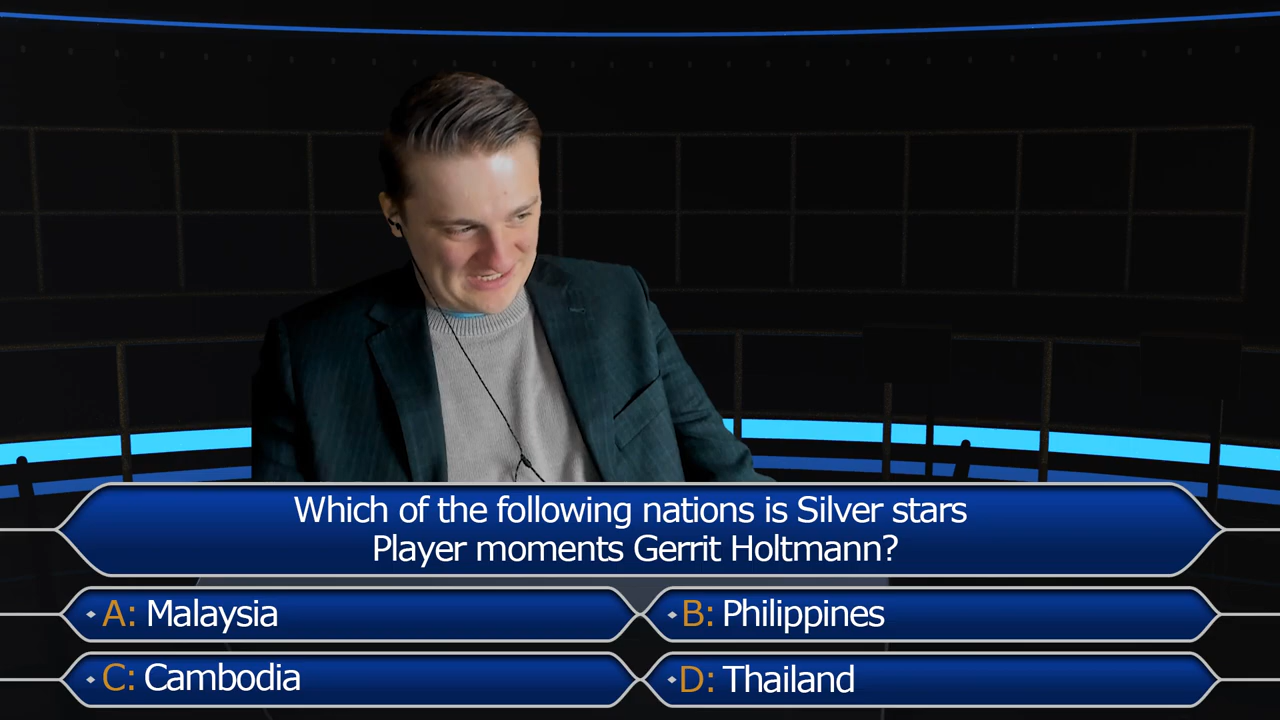 Which of the following nations is Silver stars
Player moments Gerrit Holtmann?
A: Malaysia
B: Philippines
C: Cambodia
D: Thailand